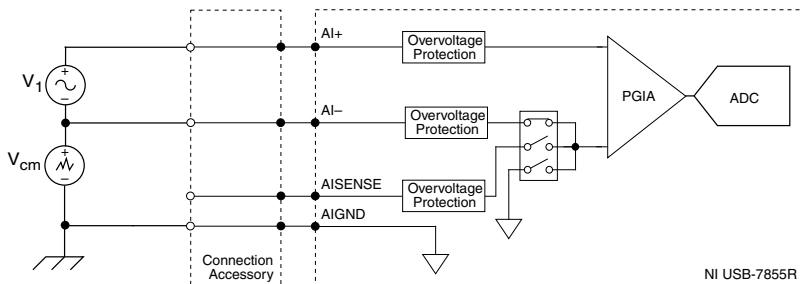 AI+
Overvoltage
Protection
+
V1
−
PGIA
ADC
AI−
Overvoltage
Protection
+
Vcm
−
AISENSE
Overvoltage
Protection
AIGND
Connection
Accessory
NI USB-7855R